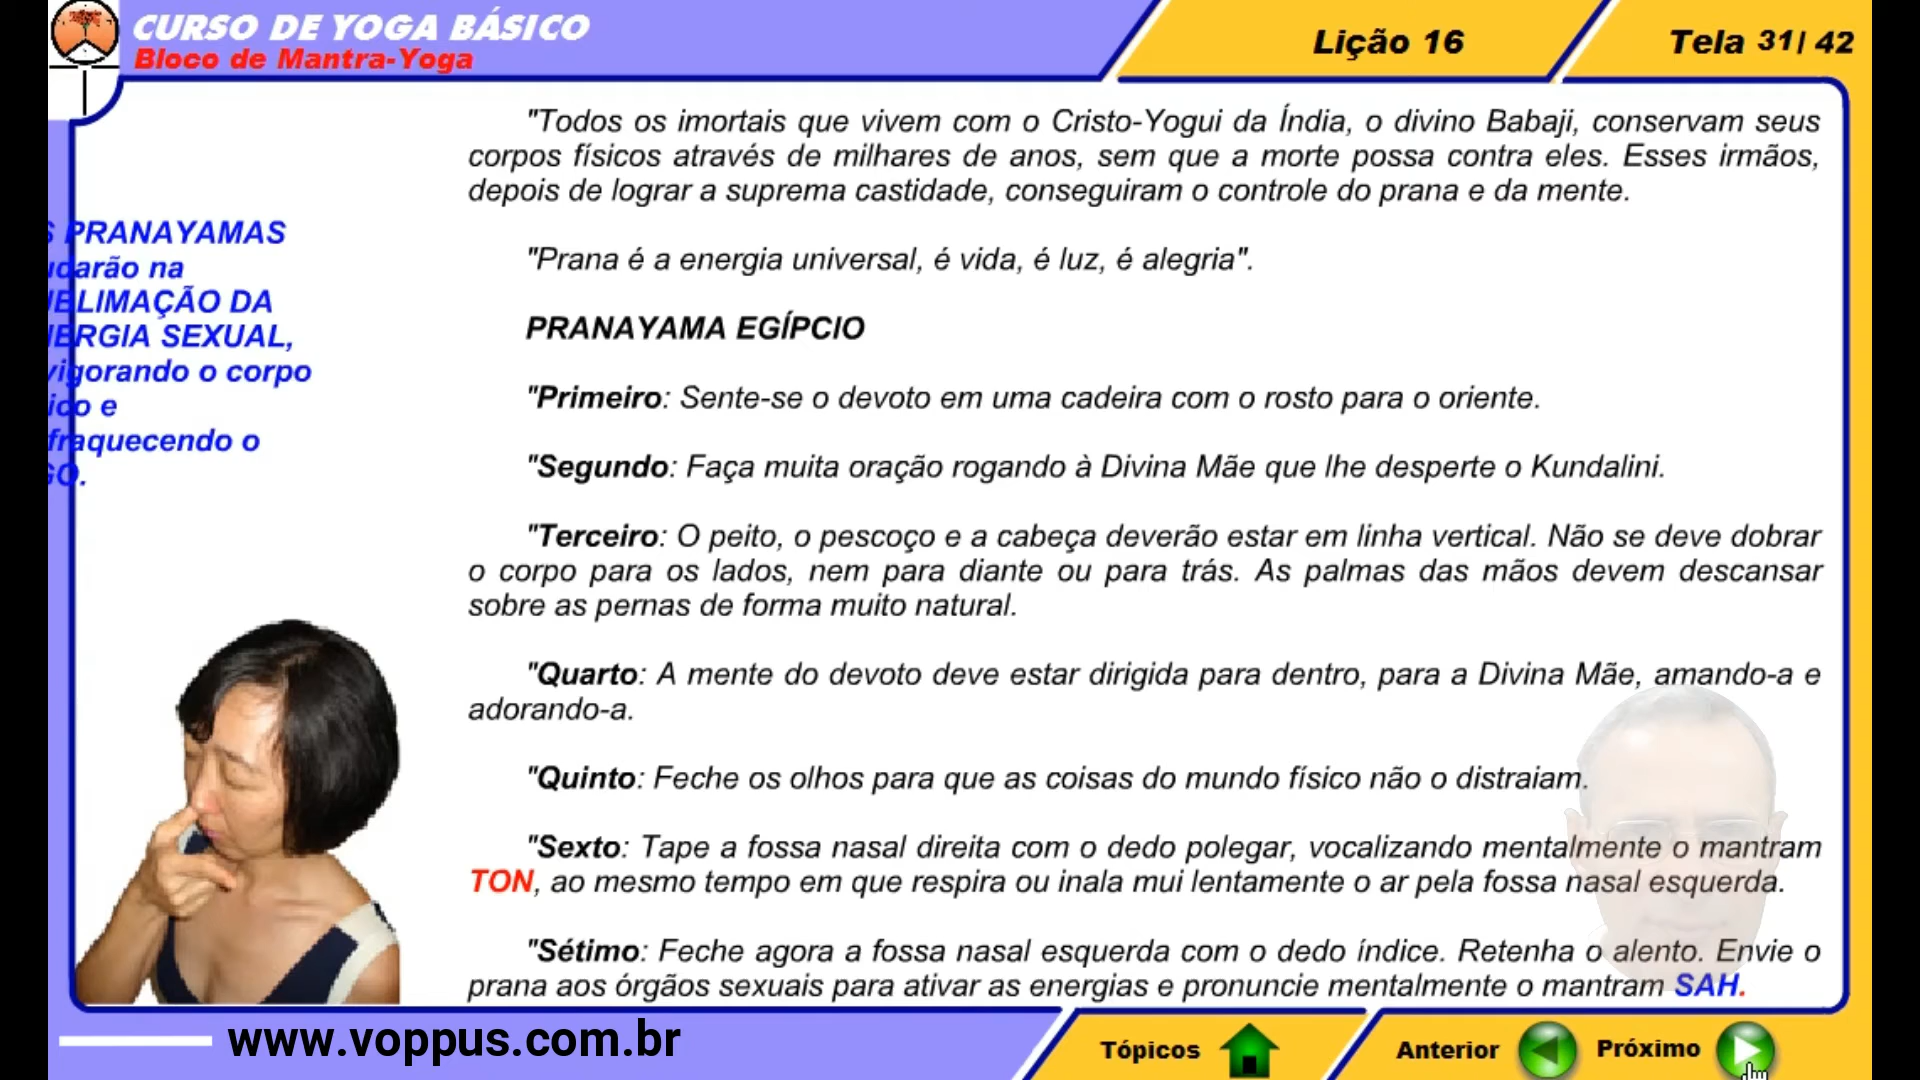 CURSO DE YOGA BÁSICO
Bloco de Mantra-Yoga
Lição 16
Tela 31/ 42
"Todos os imortais que vivem com o Cristo-Yogui da Índia, o divino Babaji, conservam seus
corpos físicos através de milhares de anos, sem que a morte possa contra eles. Esses irmãos,
depois de lograr a suprema castidade, conseguiram o controle do prana e da mente.
"Prana é a energia universal, é vida, é luz, é alegria".
PRANAYAMA EGÍPCIO
"Primeiro: Sente-se o devoto em uma cadeira com o rosto para o oriente.
"Segundo: Faça muita oração rogando à Divina Mãe que lhe desperte o Kundalini.
"Terceiro: O peito, o pescoço e a cabeça deverão estar em linha vertical. Não se deve dobrar
o corpo para os lados, nem para diante ou para trás. As palmas das mãos devem descansar
sobre as pernas de forma muito natural.
"Quarto: A mente do devoto deve estar dirigida para dentro, para a Divina Mãe, amando-a e
adorando-a.
"Quinto: Feche os olhos para que as coisas do mundo físico não o distraiam.
"Sexto: Tape a fossa nasal direita com o dedo polegar, vocalizando mentalmente o mantram
TON, ao mesmo tempo em que respira ou inala mui lentamente o ar pela fossa nasal esquerda.
"Sétimo: Feche agora a fossa nasal esquerda com o dedo índice. Retenha o alento. Envie o
prana aos órgãos sexuais para ativar as energias e pronuncie mentalmente o mantram SAH.
S PRANAYAMAS
udarão na
BLIMAÇÃO DA
ERGIA SEXUAL,
vigorando o corpo
ico e
fraquecendo o
GO.
www.voppus.com.br
Tópicos
Anterior
Próximo